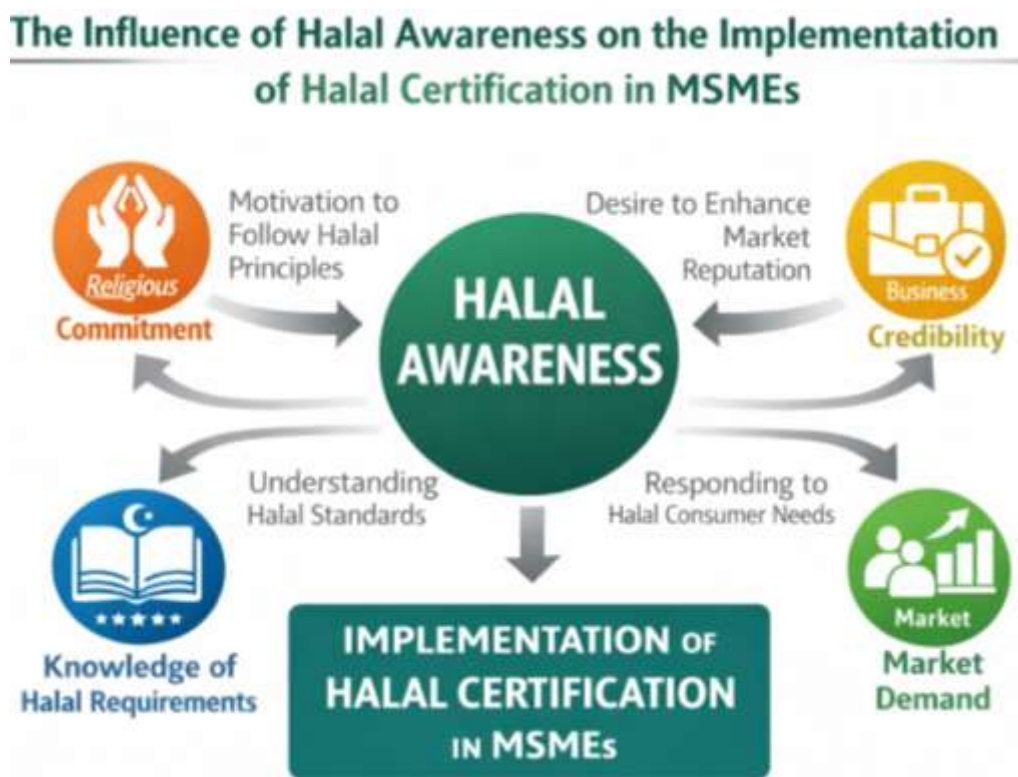 The Influence of Halal Awareness on the Implementation
of Halal Certification in MSMEs
Motivation to
Follow Halal
Principles
Desire to Enhance
Market
Reputation
Religious
Commitment
HALAL
AWARENESS
Business
Credibility
Understanding
Halal Standards
Responding to
Halal Consumer Needs
Knowledge of
Halal Requirements
Market
Market
Demand
IMPLEMENTATION OF
HALAL CERTIFICATION
IN MSMEs